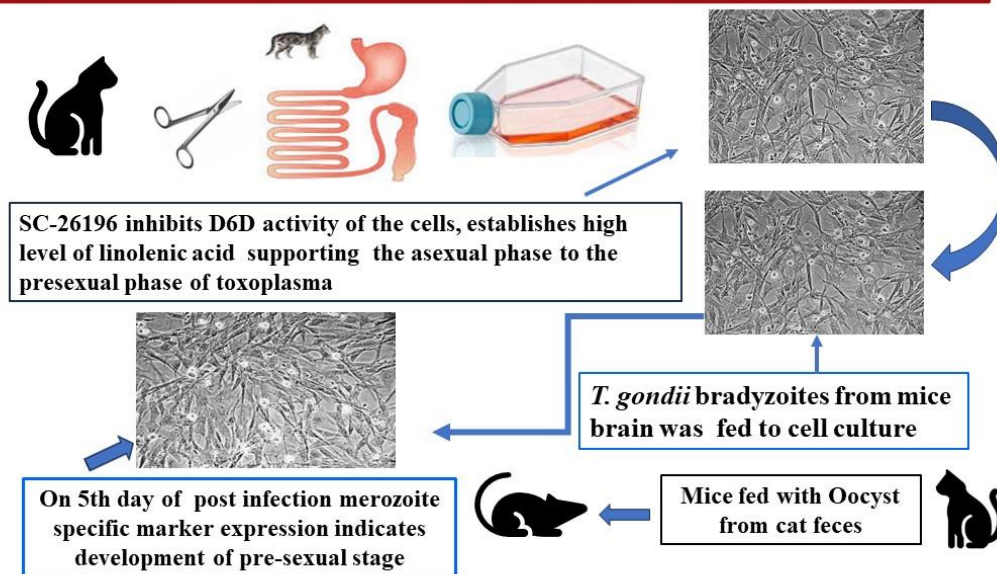 SC-26196 inhibits D6D activity of the cells, establishes high
level of linolenic acid supporting the asexual phase to the
presexual phase of toxoplasma
T. gondii bradyzoites from mice
brain was fed to cell culture
On 5th day of post infection merozoite
specific marker expression indicates
development of pre-sexual stage
Mice fed with Oocyst
from cat feces